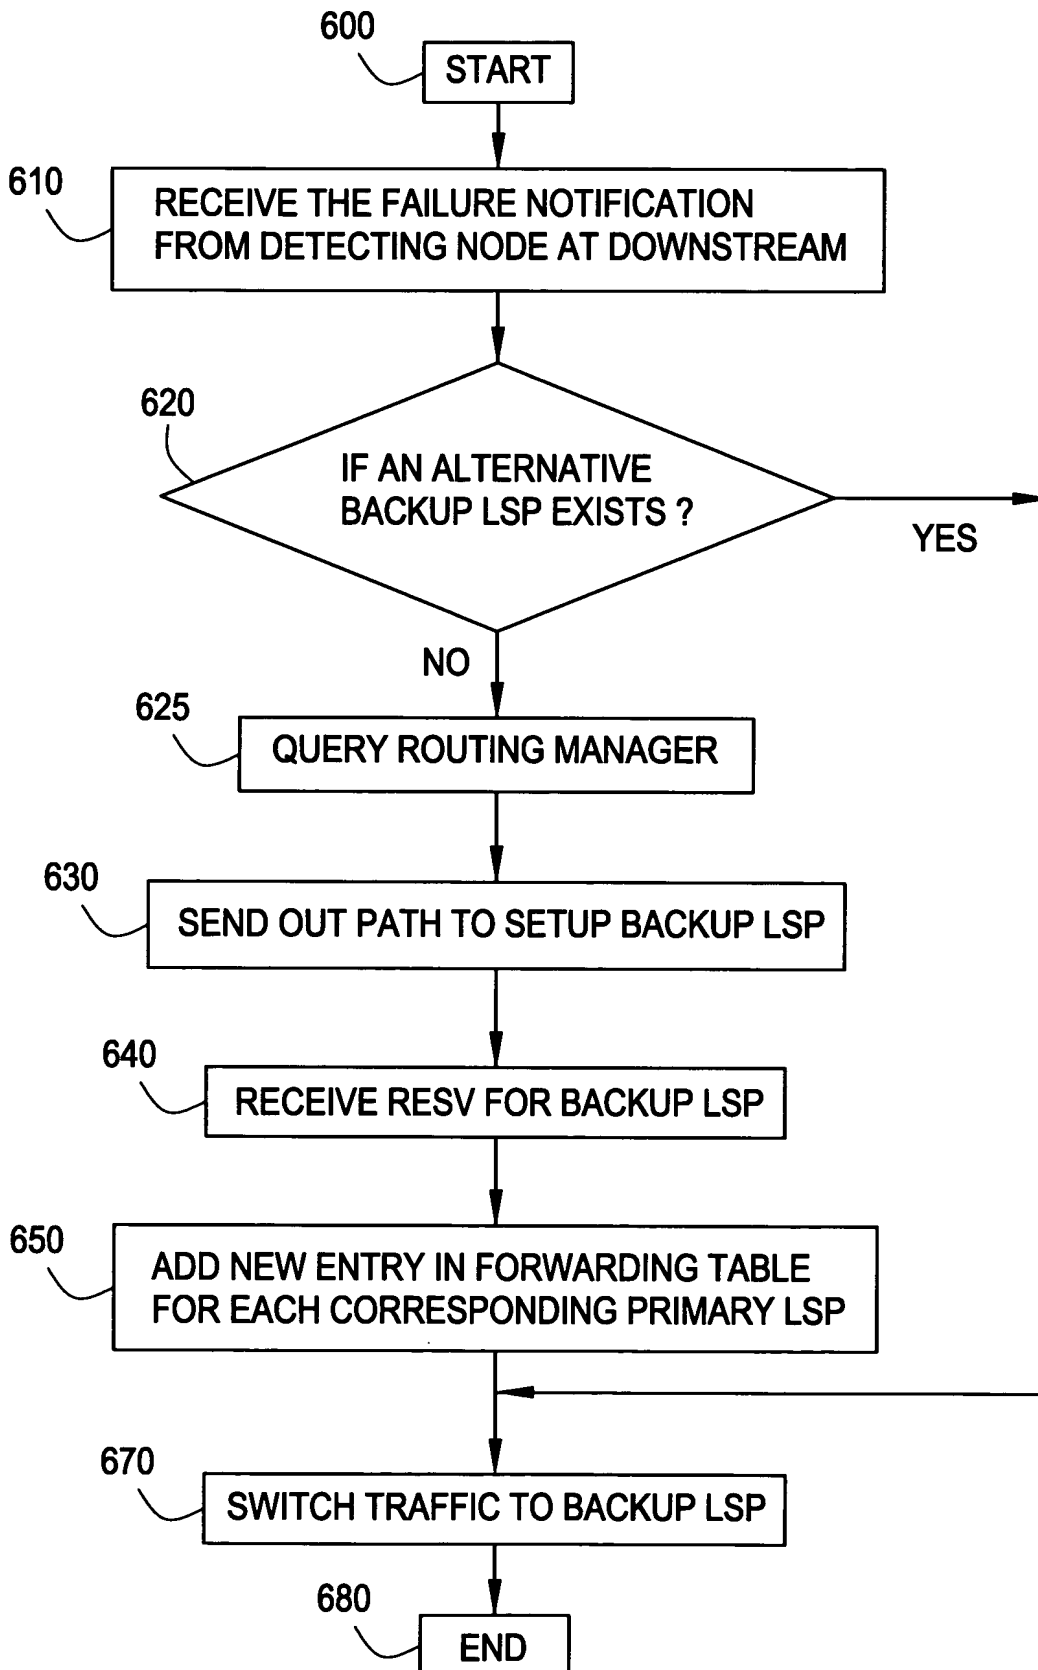 600
START
610
RECEIVE THE FAILURE NOTIFICATION
FROM DETECTING NODE AT DOWNSTREAM
620
IF AN ALTERNATIVE
BACKUP LSP EXISTS ?
YES
NO
625
QUERY ROUTING MANAGER
630
SEND OUT PATH TO SETUP BACKUP LSP
640
RECEIVE RESV FOR BACKUP LSP
650
ADD NEW ENTRY IN FORWARDING TABLE
FOR EACH CORRESPONDING PRIMARY LSP
670
SWITCH TRAFFIC TO BACKUP LSP
680
END